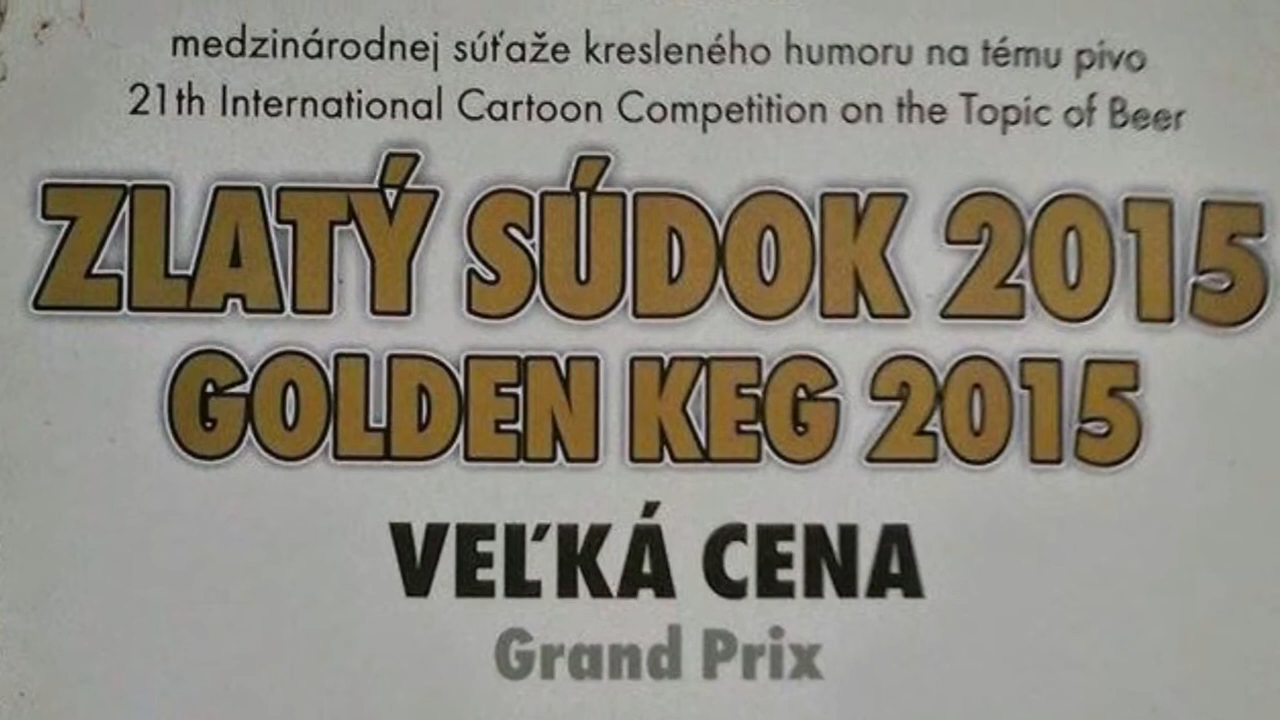 medzinárodnej súťaže kresleného humoru na tému pivo
21th International Cartoon Competition on the Topic of Beer
ZLATÝ SÚDOK 2015
GOLDEN KEG 2015
VEĽKÁ CENA
Grand Prix